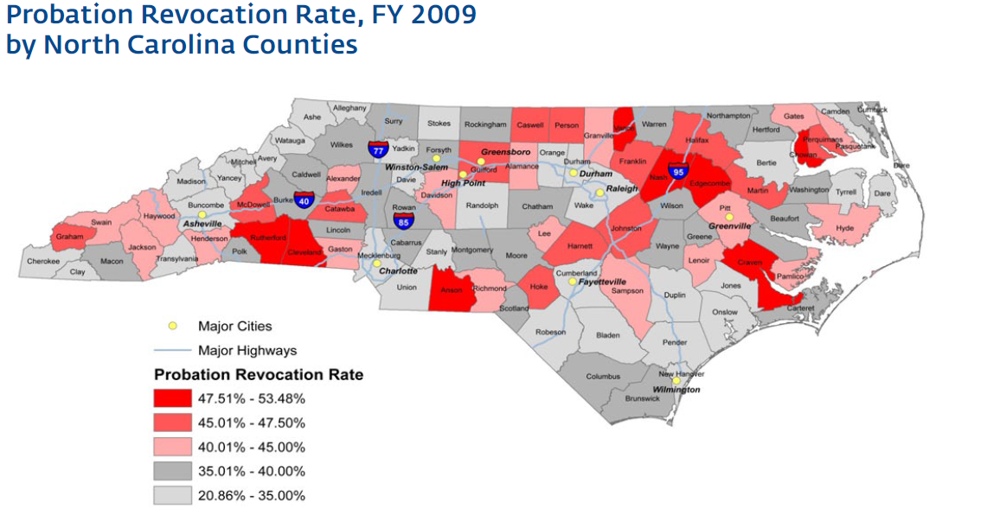 Probation Revocation Rate, FY 2009
by North Carolina Counties
Alleghany
Ashe
Surry
Stokes
Rockingham
Caswell
Person
Granville
Vance
Warren
Northampton
Gates
Camden
Currituck
Hertford
Halifax
Watauga
Wilkes
77
Yadkin
Forsyth
Greensboro
Orange
Perquimans
Pasquotank
Chowan
Mitchell
Avery
Winston-Salem
Guilford
Alamance
Durham
Durham
Franklin
Nash
95
Edgecombe
Bertie
Dare
Madison
Yancey
Caldwell
Alexander
Iredell
Davie
High Point
Davidson
Raleigh
Wake
Martin
Washington
Tyrrell
Dare
Buncombe
McDowell
Burke
40
Catawba
Rowan
85
Randolph
Chatham
Wilson
Pitt
Greenville
Beaufort
Haywood
Asheville
Swain
Graham
Jackson
Henderson
Rutherford
Cleveland
Lincoln
Gaston
Cabarrus
Lee
Johnston
Harnett
Wayne
Greene
Hyde
Cherokee
Macon
Clay
Transylvania
Polk
Mecklenburg
Charlotte
Stanly
Montgomery
Moore
Lenoir
Craven
Pamlico
Union
Anson
Richmond
Hoke
Cumberland
Fayetteville
Sampson
Duplin
Jones
Carteret
Scotland
Onslow
Robeson
Bladen
Pender
Columbus
New Hanover
Wilmington
Brunswick
Major Cities
Major Highways
Probation Revocation Rate
47.51% - 53.48%
45.01% - 47.50%
40.01% - 45.00%
35.01% - 40.00%
20.86% - 35.00%